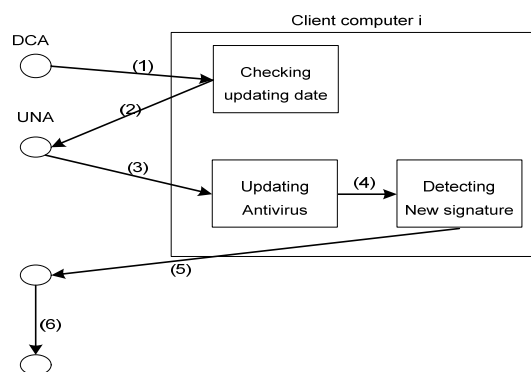 Client computer i
DCA
(1)
Checking
updating date
(2)
UNA
(3)
Updating
Antivirus
(4)
Detecting
New signature
(5)
(6)